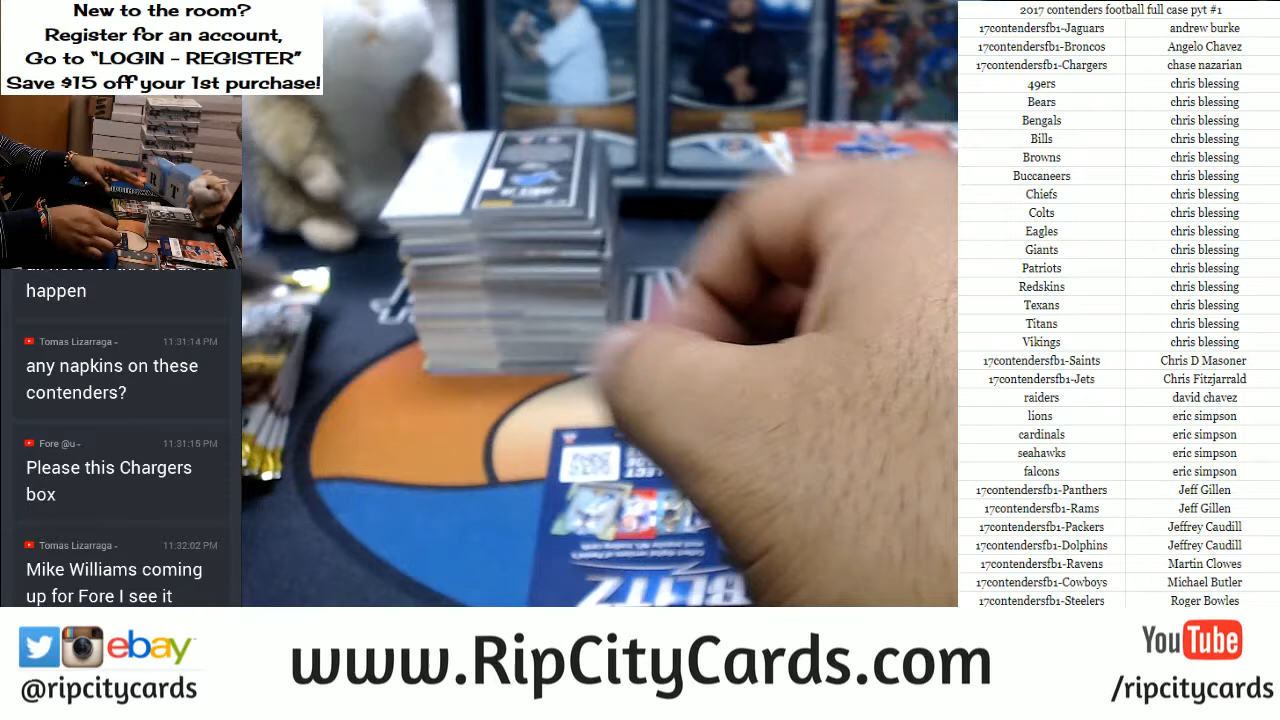 New to the room?
Register for an account,
Go to “LOGIN - REGISTER”
Save $15 off your 1st purchase!
happen
Tomas Lizarraga - 11:31:14 PM
any napkins on these
contenders?
Fore @u - 11:31:15 PM
Please this Chargers
box
Tomas Lizarraga - 11:32:02 PM
Mike Williams coming
up for Fore I see it
BLITZ
2017 contenders football full case pyt #1
17contendersfb1-Jaguars andrew burke
17contendersfb1-Broncos Angelo Chavez
17contendersfb1-Chargers chase nazarian
49ers chris blessing
Bears chris blessing
Bengals chris blessing
Bills chris blessing
Browns chris blessing
Buccaneers chris blessing
Chiefs chris blessing
Colts chris blessing
Eagles chris blessing
Giants chris blessing
Patriots chris blessing
Redskins chris blessing
Texans chris blessing
Titans chris blessing
Vikings chris blessing
17contendersfb1-Saints Chris D Masoner
17contendersfb1-Jets Chris Fitzjarrald
raiders david chavez
lions eric simpson
cardinals eric simpson
seahawks eric simpson
falcons eric simpson
17contendersfb1-Panthers Jeff Gillen
17contendersfb1-Rams Jeff Gillen
17contendersfb1-Packers Jeffrey Caudill
17contendersfb1-Dolphins Jeffrey Caudill
17contendersfb1-Ravens Martin Clowes
17contendersfb1-Cowboys Michael Butler
17contendersfb1-Steelers Roger Bowles
ebay
@ripcitycards
www.RipCityCards.com
You Tube
/ripcitycards